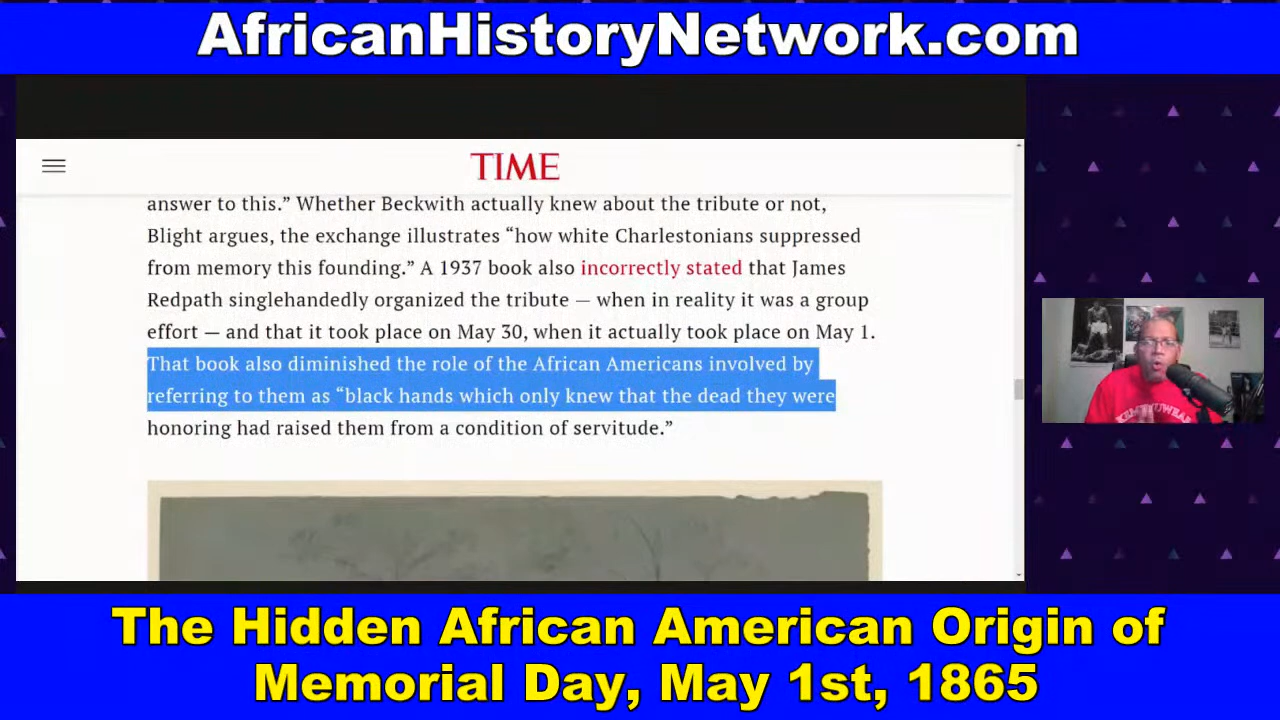 AfricanHistoryNetwork.com
TIME
answer to this.” Whether Beckwith actually knew about the tribute or not,
Blight argues, the exchange illustrates “how white Charlestonians suppressed
from memory this founding.” A 1937 book also incorrectly stated that James
Redpath singlehandedly organized the tribute — when in reality it was a group
effort — and that it took place on May 30, when it actually took place on May 1.
That book also diminished the role of the African Americans involved by
referring to them as “black hands which only knew that the dead they were
honoring had raised them from a condition of servitude.”
The Hidden African American Origin of
Memorial Day, May 1st, 1865